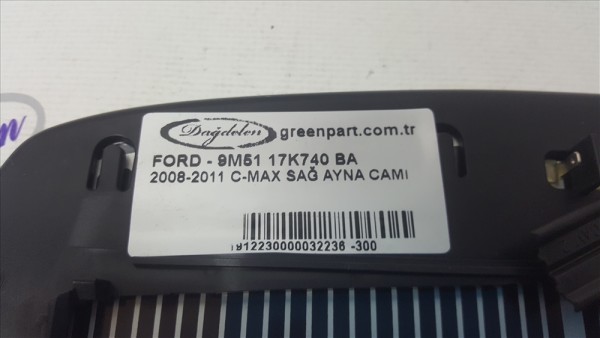 Dağdelen greenpart.com.tr
FORD - 9M51 17K740 BA
2008-2011 C-MAX SAĞ AYNA CAMI
912230000032236 -300